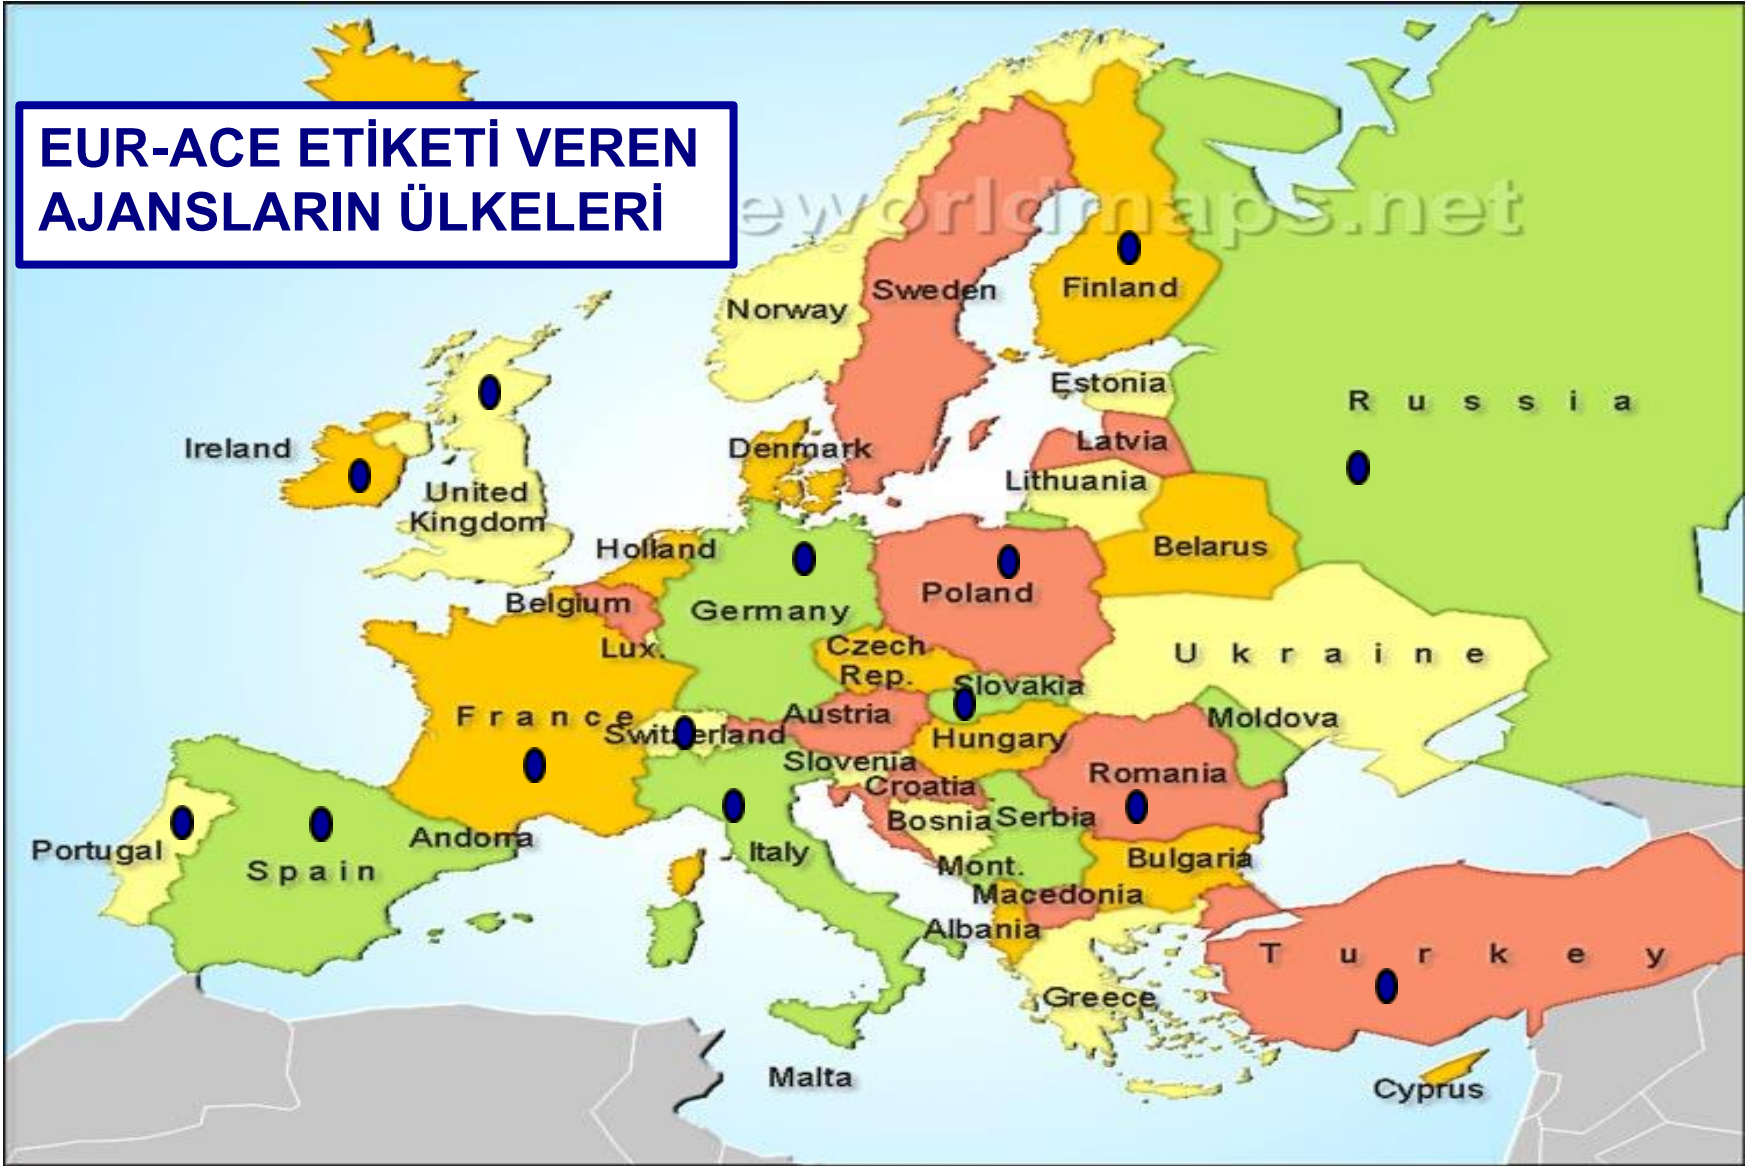 EUR-ACE ETİKETİ VEREN
AJANSLARIN ÜLKELERİ
eworldmaps.net
Norway
Sweden
Finland
Estonia
Russia
Ireland
Denmark
Latvia
Lithuania
United
Kingdom
Holland
Belarus
Belgium
Germany
Poland
Lux.
Czech
Rep.
Ukraine
Slovakia
France
Switzerland
Austria
Moldova
Hungary
Slovenia
Croatia
Romania
Bosnia
Serbia
Portugal
Andorra
Italy
Spain
Mont.
Bulgaria
Macedonia
Albania
Turkey
Greece
Malta
Cyprus